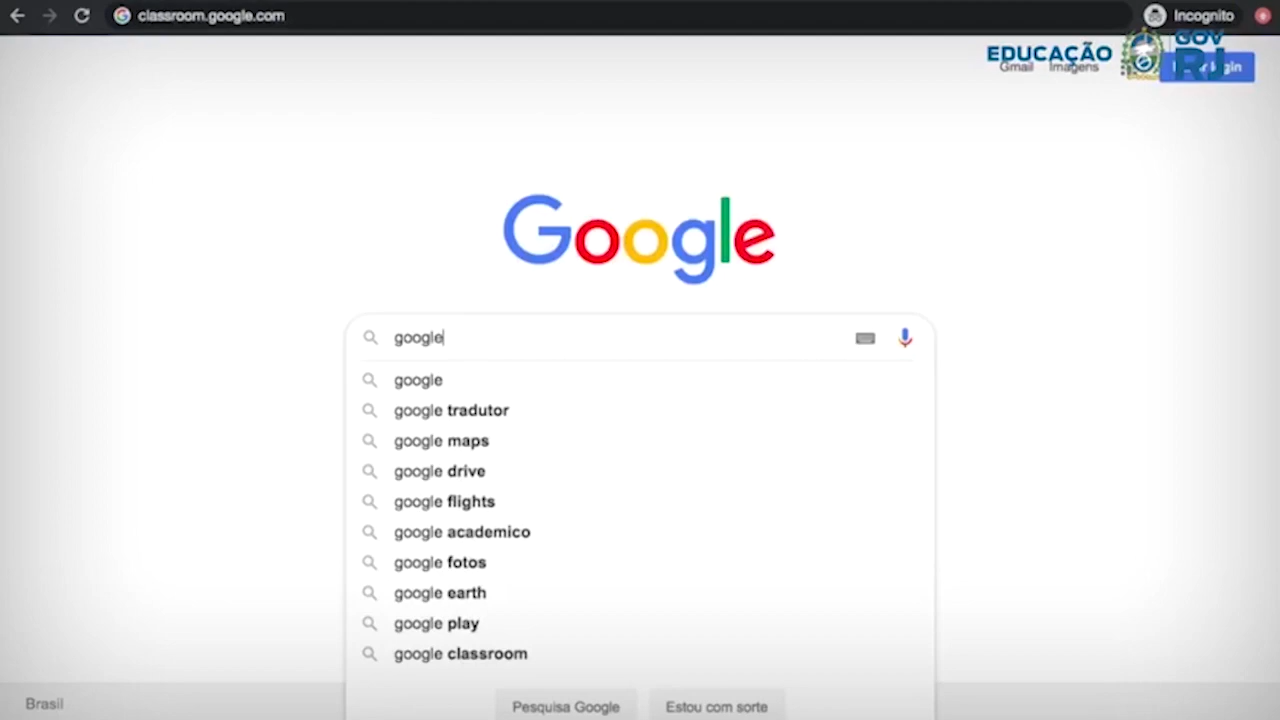 classroom.google.com
Incognito
EDUCAÇÃO
GOV
RJ
Gmail Imagens
Google
google
google
google tradutor
google maps
google drive
google flights
google academico
google fotos
google earth
google play
google classroom
Pesquisa Google Estou com sorte
Brasil